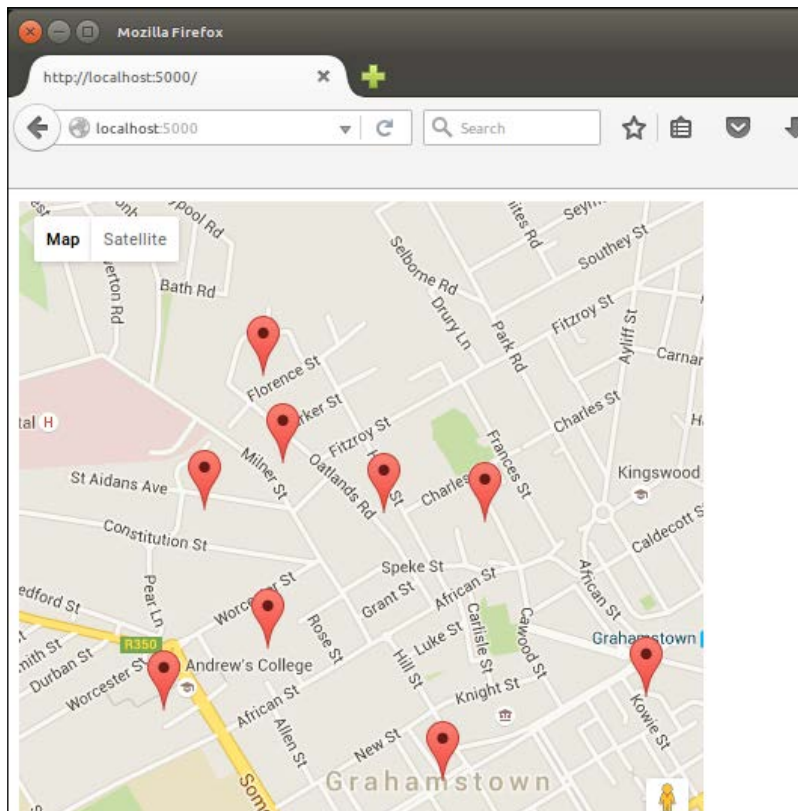 Mozilla Firefox
http://localhost:5000/
localhost:5000
Search
Map
Satellite
Bath Rd
Selborne Rd
Drury Ln
Park Rd
Southey St
Fitzroy St
Ayliff St
Florence St
Fitzroy St
Charles St
H
Milner St
Oatlands Rd
Frances St
Kingswood
St Aidans Ave
Charles
Constitution St
Caldecott S
Speke St
Pear Ln
Grant St
African St
African St
Rose St
Luke St
Carlisle St
Cawood St
R350
Grahamstown
Durban St
Andrew's College
Worcester St
Hill St
Knight St
African St
Kowie St
Allen St
New St
Grahamstown